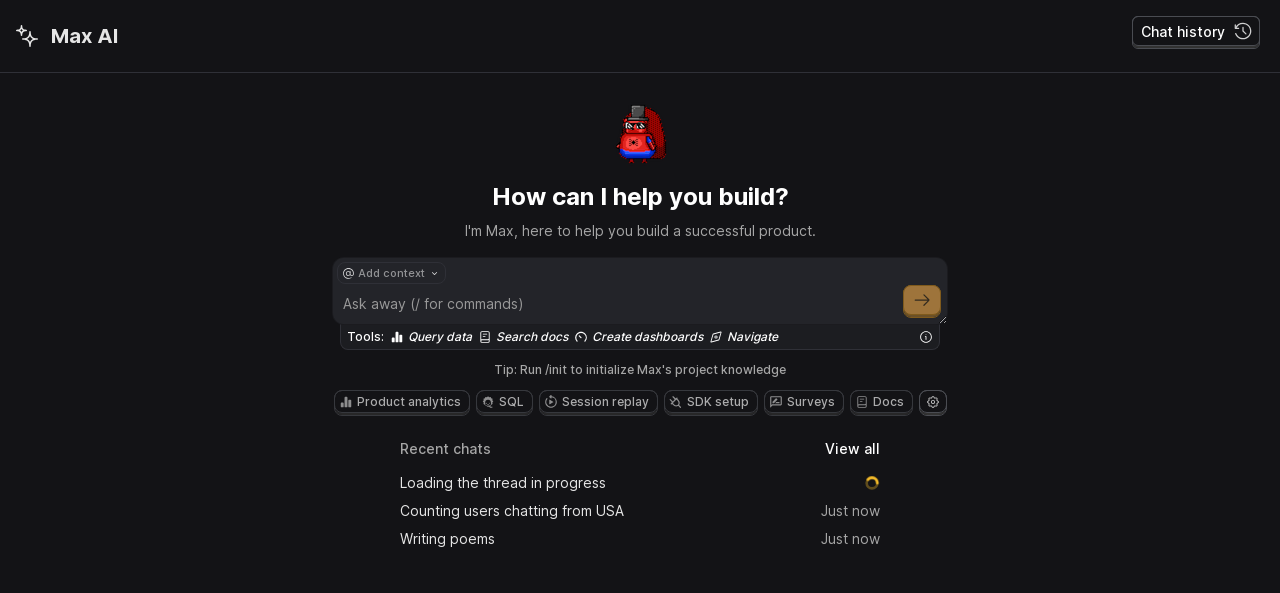 Max AI
Chat history
How can I help you build?
I'm Max, here to help you build a successful product.
@ Add context
Ask away (/ for commands)
Tools: Query data Search docs Create dashboards Navigate
Tip: Run /init to initialize Max's project knowledge
Product analytics SQL Session replay SDK setup Surveys Docs
Recent chats View all
Loading the thread in progress
Counting users chatting from USA Just now
Writing poems Just now